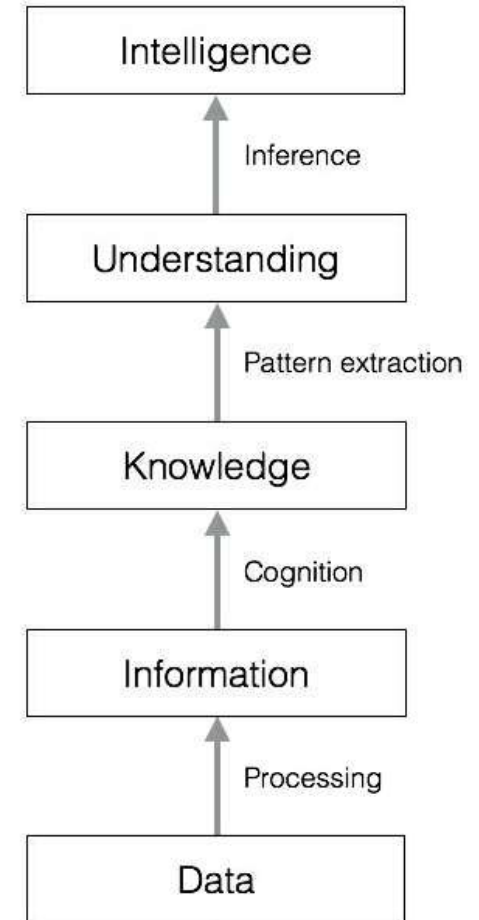 Intelligence
Inference
Understanding
Pattern extraction
Knowledge
Cognition
Information
Processing
Data